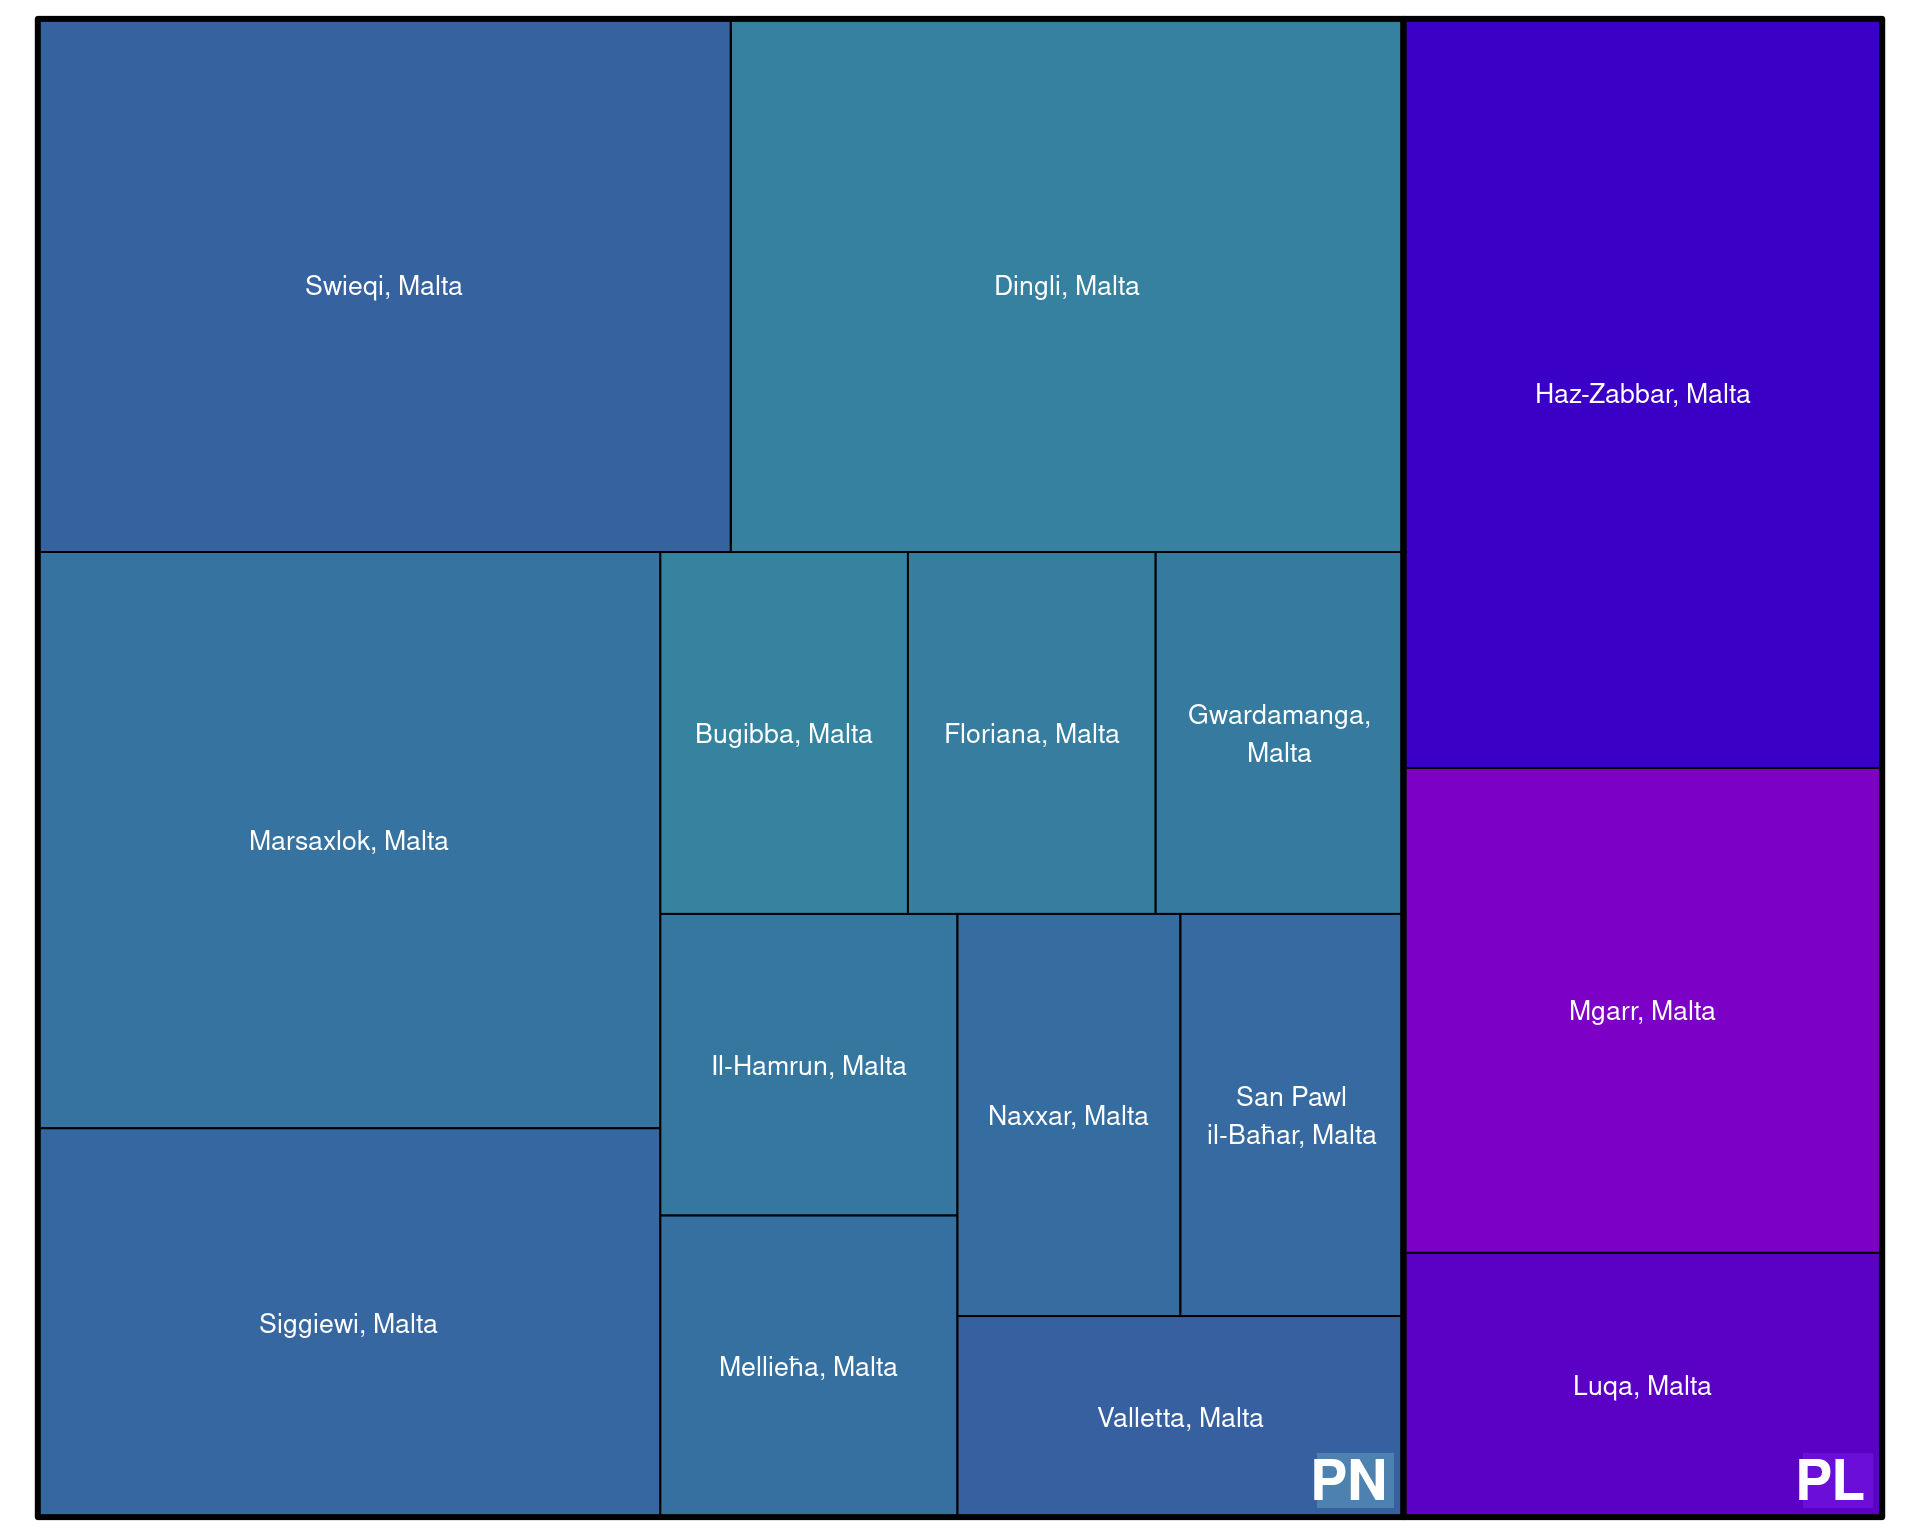 Swieqi, Malta
Dingli, Malta
Haz-Zabbar, Malta
Marsaxlok, Malta
Bugibba, Malta
Floriana, Malta
Gwardamanga,
Malta
Il-Hamrun, Malta
Naxxar, Malta
San Pawl
il-Baħar, Malta
Mgarr, Malta
Siggiewi, Malta
Mellieħa, Malta
Valletta, Malta
Luqa, Malta
PN
PL